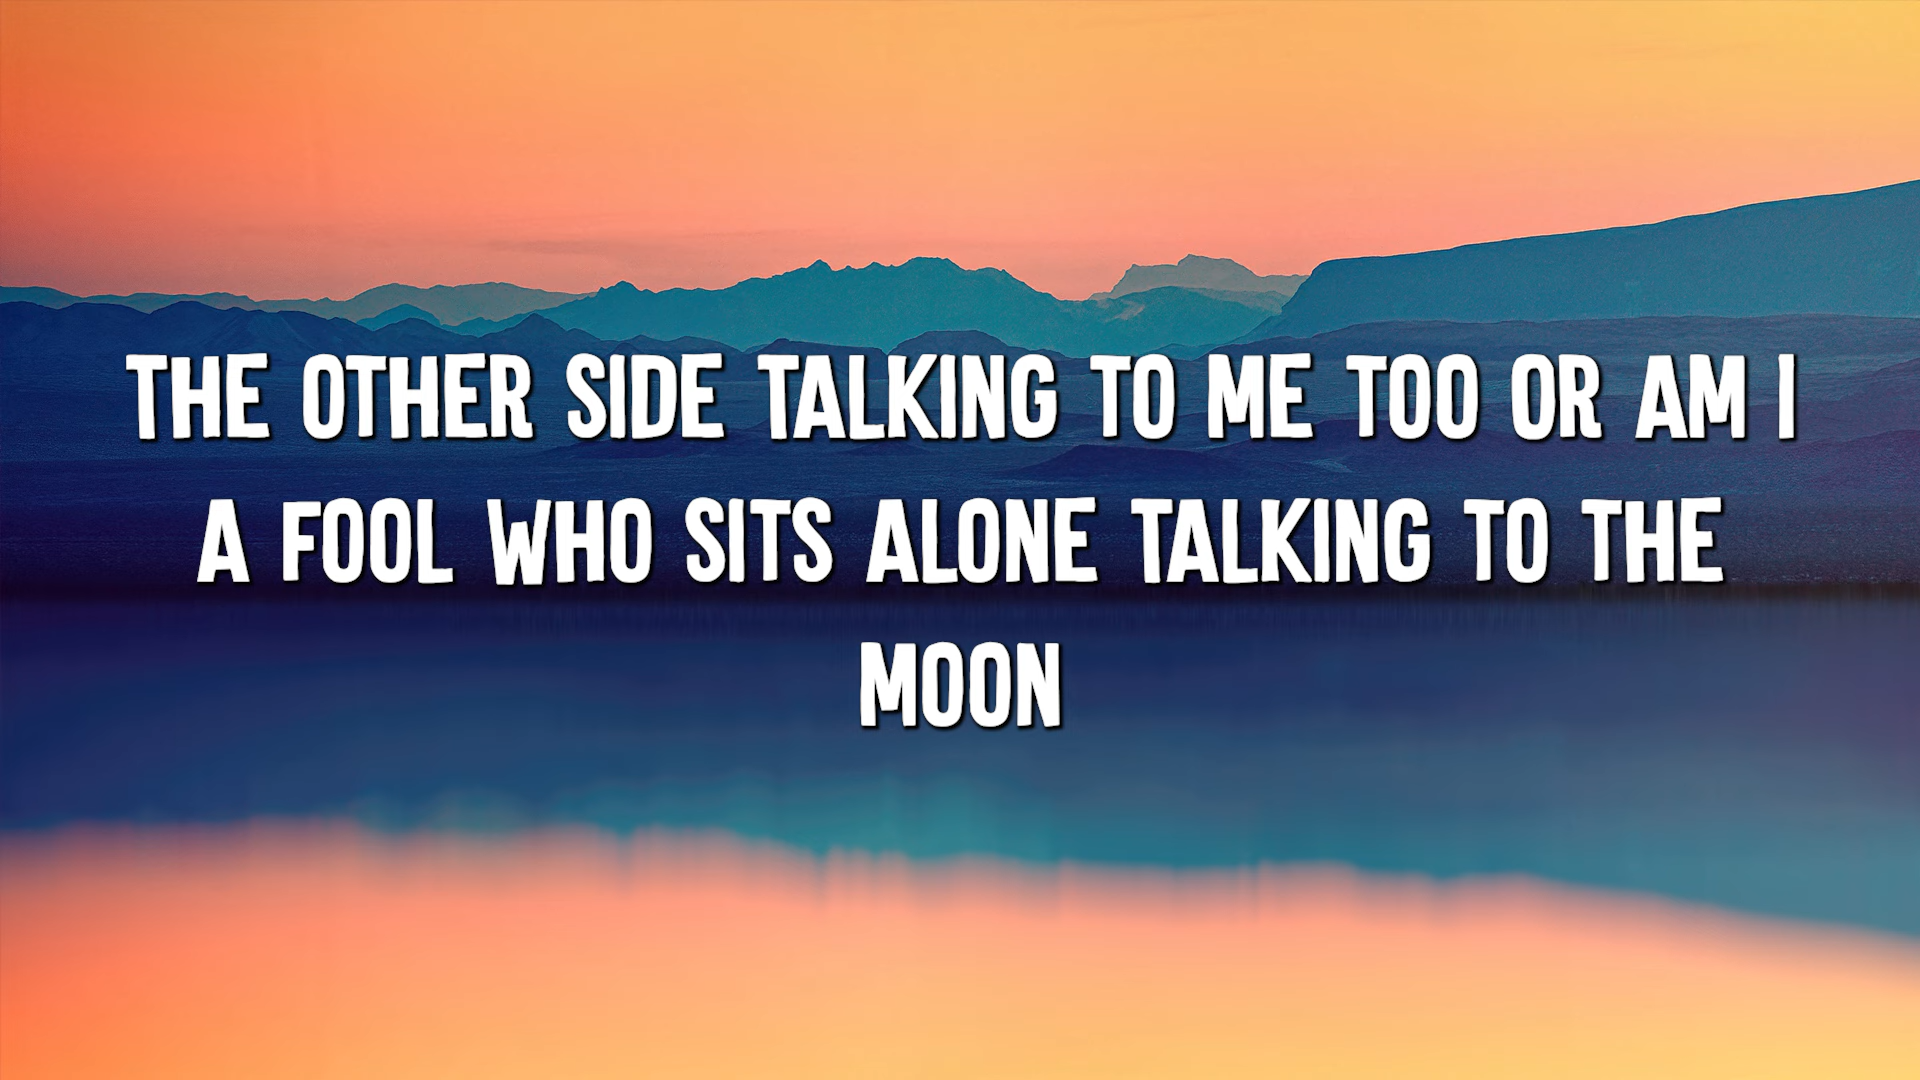 THE OTHER SIDE TALKING TO ME TOO OR AM I
A FOOL WHO SITS ALONE TALKING TO THE
MOON